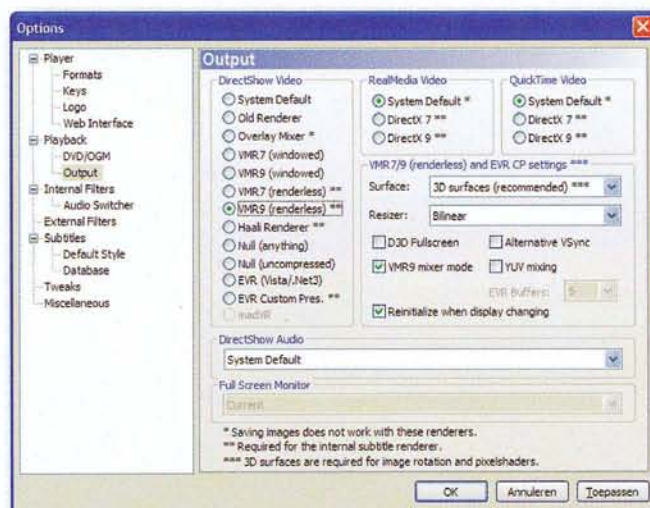 Options
Player
Formats
Keys
Logo
Web Interface
Playback
DVD/OGM
Output
Internal Filters
Audio Switcher
External Filters
Subtitles
Default Style
Database
Tweaks
Miscellaneous
Output
DirectShow Video
System Default
Old Renderer
Overlay Mixer *
VMR7 (windowed)
VMR9 (windowed)
VMR7 (renderless) **
VMR9 (renderless) **
Haali Renderer **
Null (anything)
Null (uncompressed)
EVR (Vista/.Net3)
EVR Custom Pres. **
madVR
RealMedia Video
System Default *
DirectX 7 **
DirectX 9 **
QuickTime Video
System Default *
DirectX 7 **
DirectX 9 **
VMR7/9 (renderless) and EVR CP settings ***
Surface: 3D surfaces (recommended) ***
Resizer: Bilinear
D3D Fullscreen Alternative VSync
VMR9 mixer mode YUV mixing
EVR Buffers: 5
Reinitialize when display changing
DirectShow Audio
System Default
Full Screen Monitor
Current
* Saving images does not work with these renderers.
** Required for the internal subtitle renderer.
*** 3D surfaces are required for image rotation and pixelshaders.
OK Annuleren Toepassen